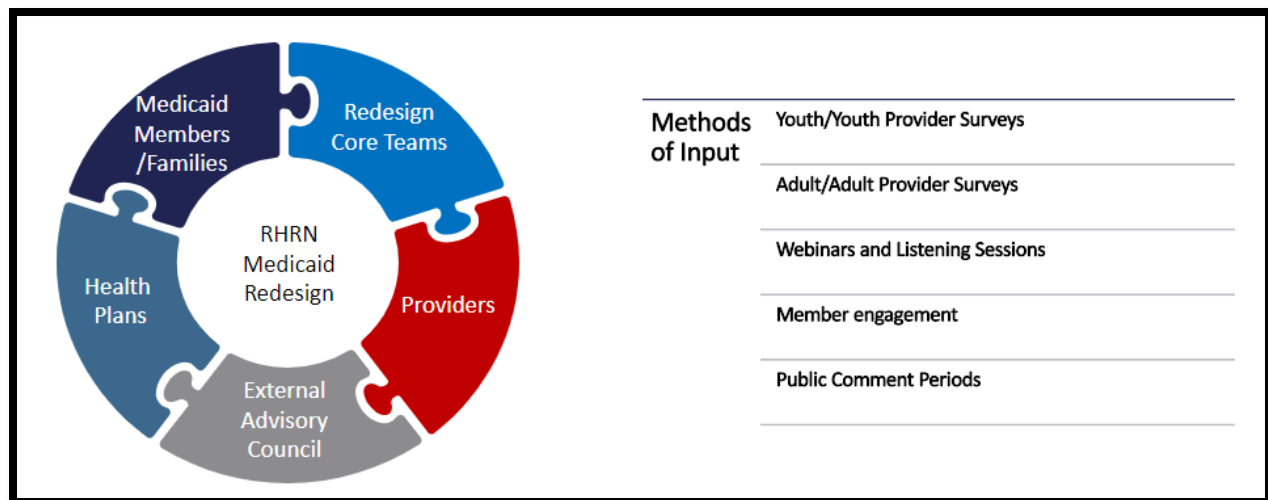 Medicaid
Members
/Families
Redesign
Core Teams
Providers
External
Advisory
Council
Health
Plans
RHRN
Medicaid
Redesign
Methods
of Input
Youth/Youth Provider Surveys
Adult/Adult Provider Surveys
Webinars and Listening Sessions
Member engagement
Public Comment Periods